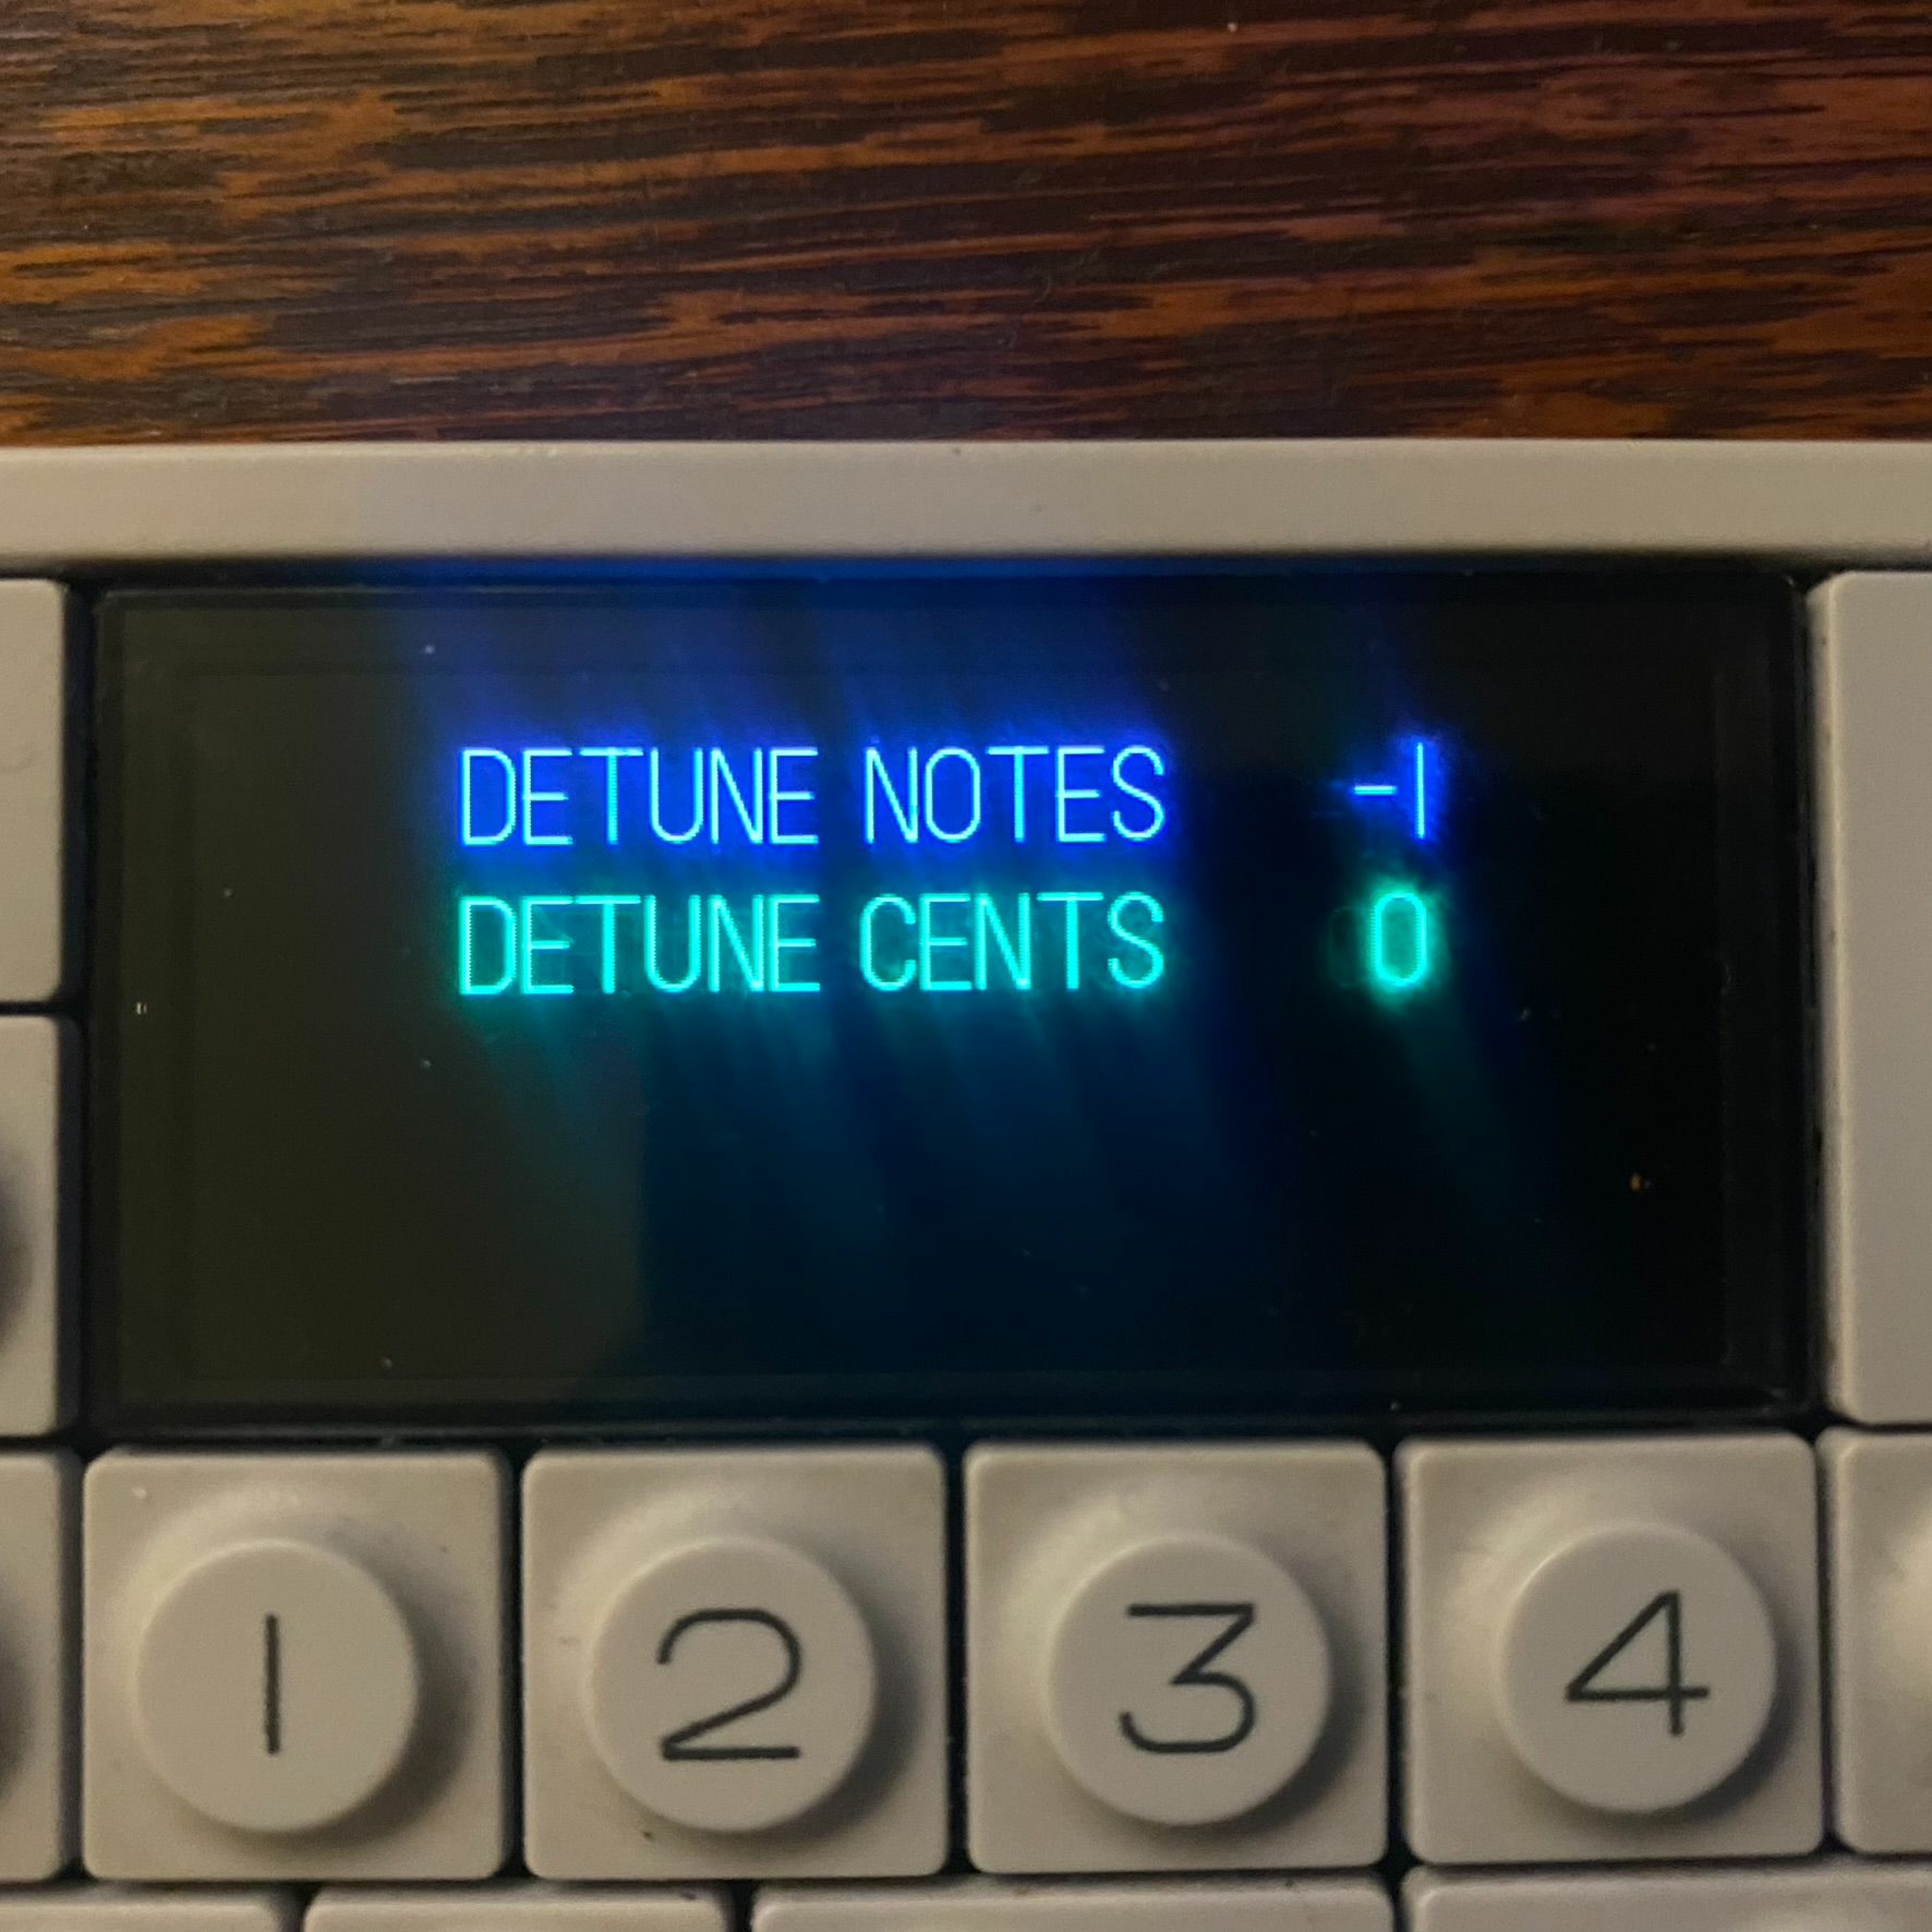 DETUNE NOTES -1
DETUNE CENTS 0
1 2 3 4